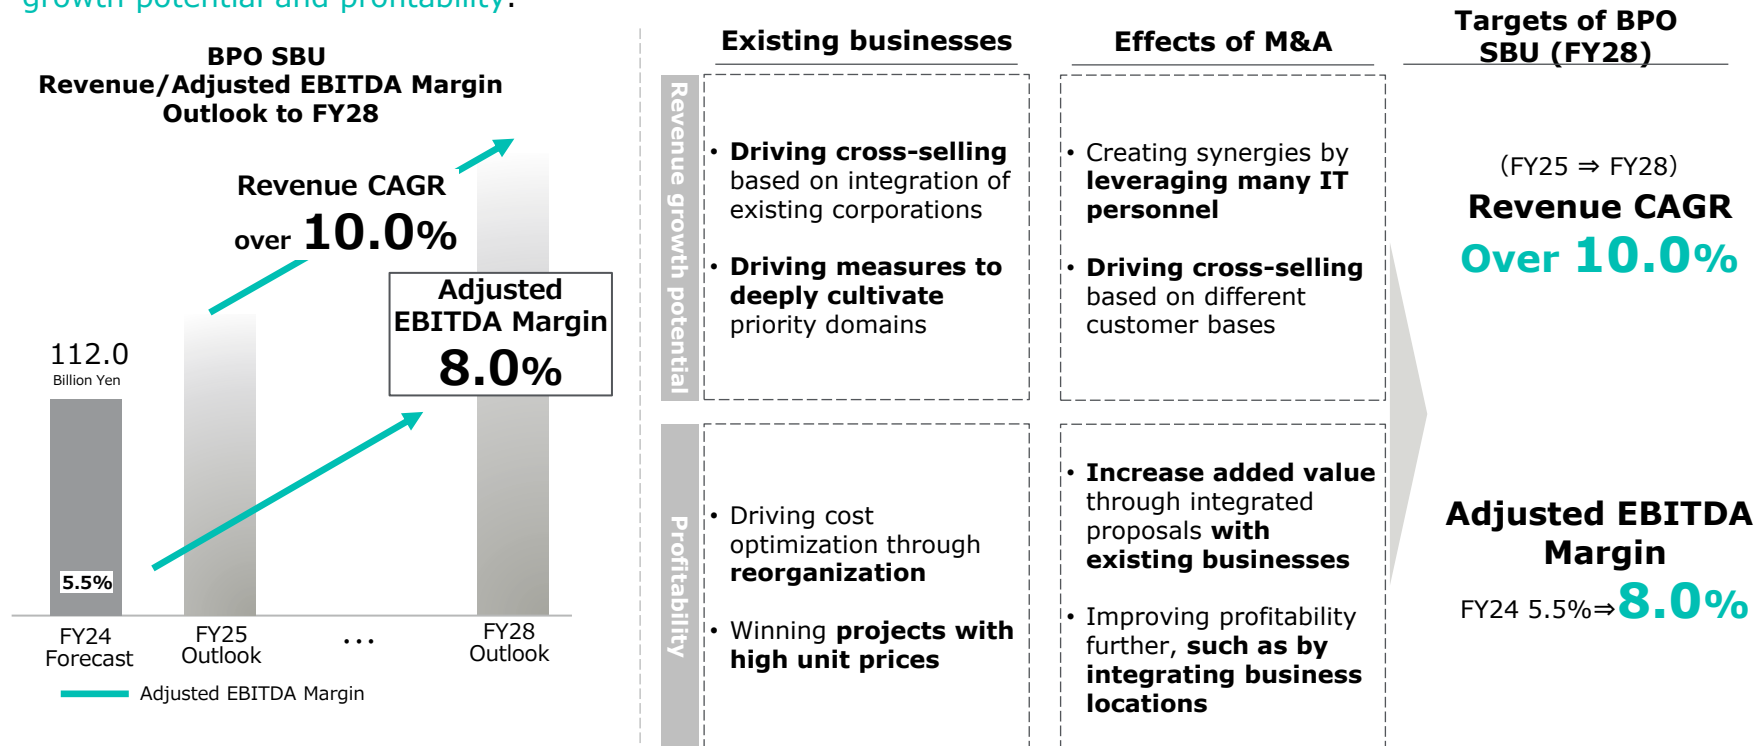 growth potential and profitability.
BPO SBU
Revenue/Adjusted EBITDA Margin
Outlook to FY28
Revenue CAGR
over 10.0%
Adjusted
EBITDA Margin
8.0%
112.0
Billion Yen
5.5%
FY24
Forecast
FY25
Outlook
...
FY28
Outlook
Adjusted EBITDA Margin
Existing businesses
Effects of M&A
Targets of BPO
SBU (FY28)
Revenue growth potential
• Driving cross-selling
based on integration of
existing corporations
• Driving measures to
deeply cultivate
priority domains
• Creating synergies by
leveraging many IT
personnel
• Driving cross-selling
based on different
customer bases
（FY25 ⇒ FY28）
Revenue CAGR
Over 10.0%
Profitability
• Driving cost
optimization through
reorganization
• Winning projects with
high unit prices
• Increase added value
through integrated
proposals with
existing businesses
• Improving profitability
further, such as by
integrating business
locations
Adjusted EBITDA
Margin
FY24 5.5%⇒8.0%